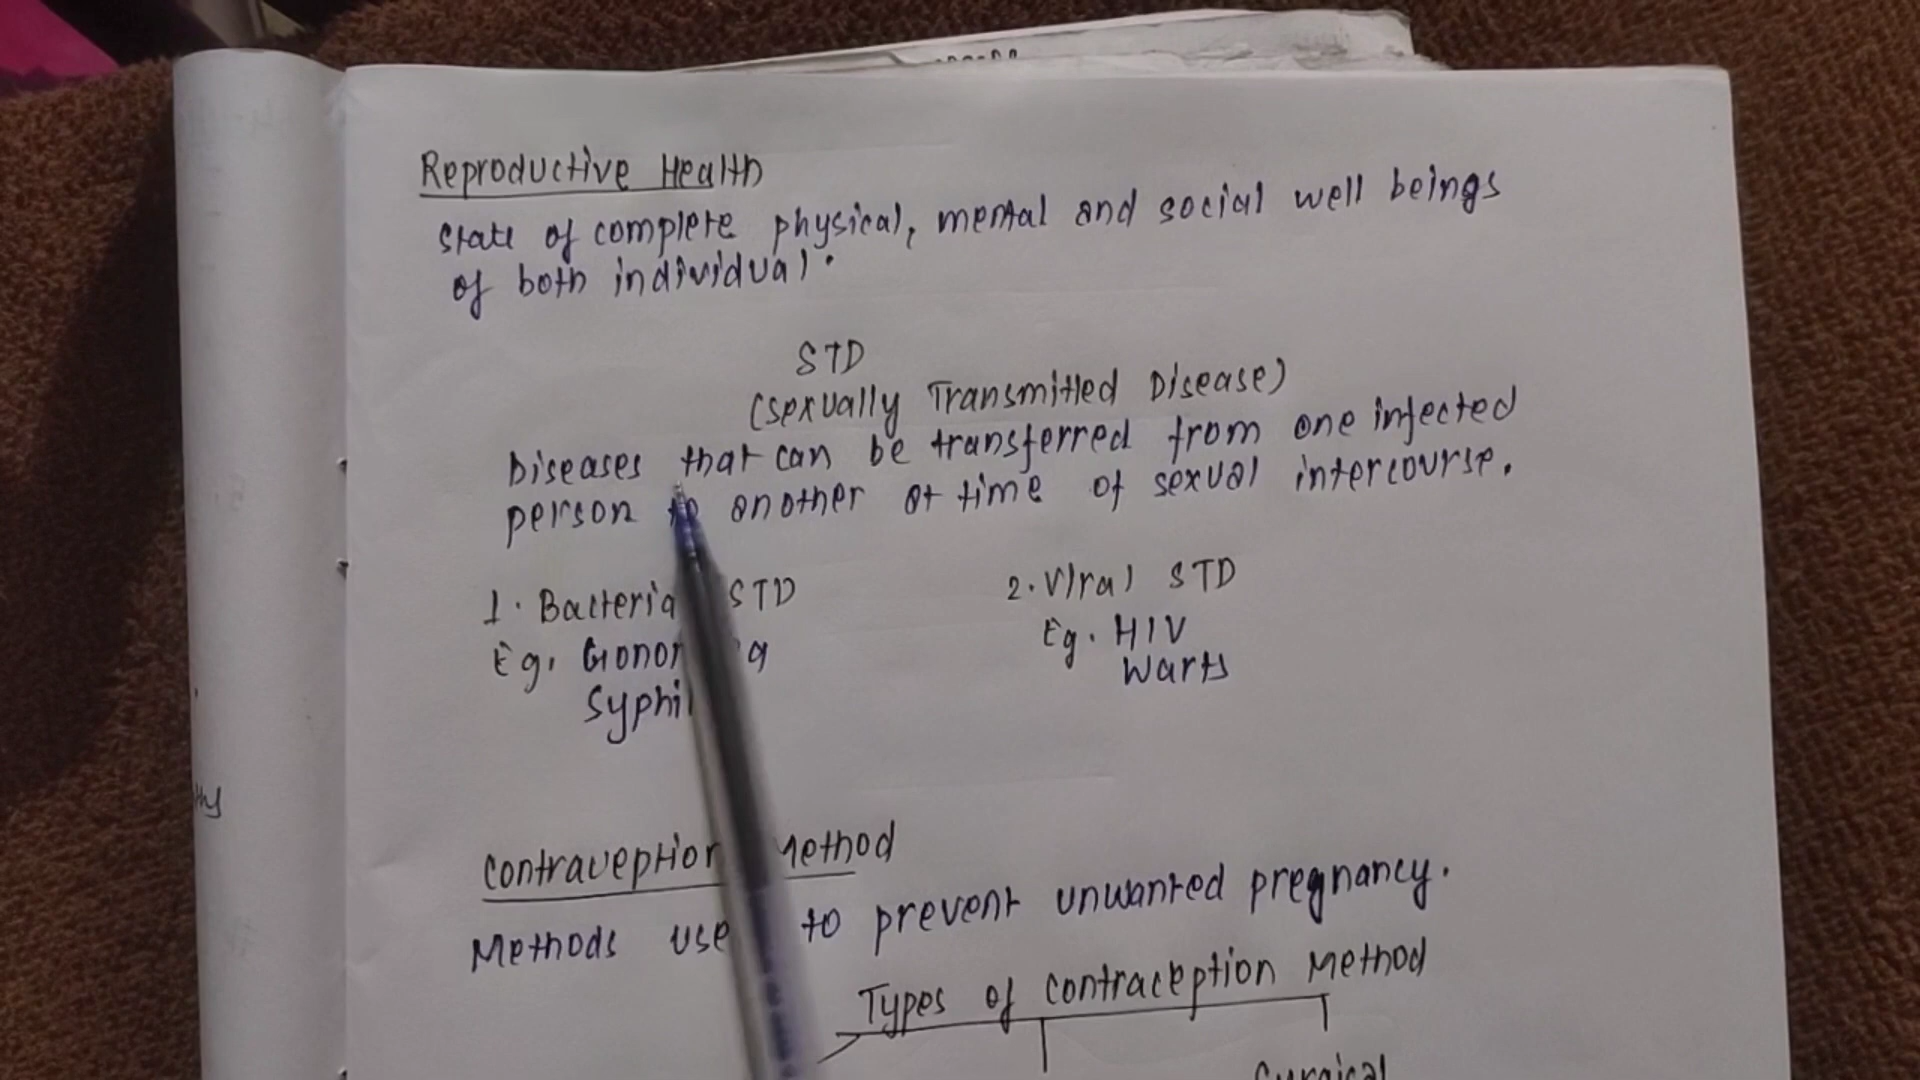 Reproductive Health
State of complete physical, mental and social well beings
of both individual.
STD
(Sexually Transmitted Disease)
Diseases that can be transferred from one infected
person to another at time of sexual intercourse.
1. Bacteria STD
2. Viral STD
Eg. Gonor ea
Eg. HIV
Warts
Syphi
Contraception Method
Methods use to prevent unwanted pregnancy.
Types of contraception Method
Surgical